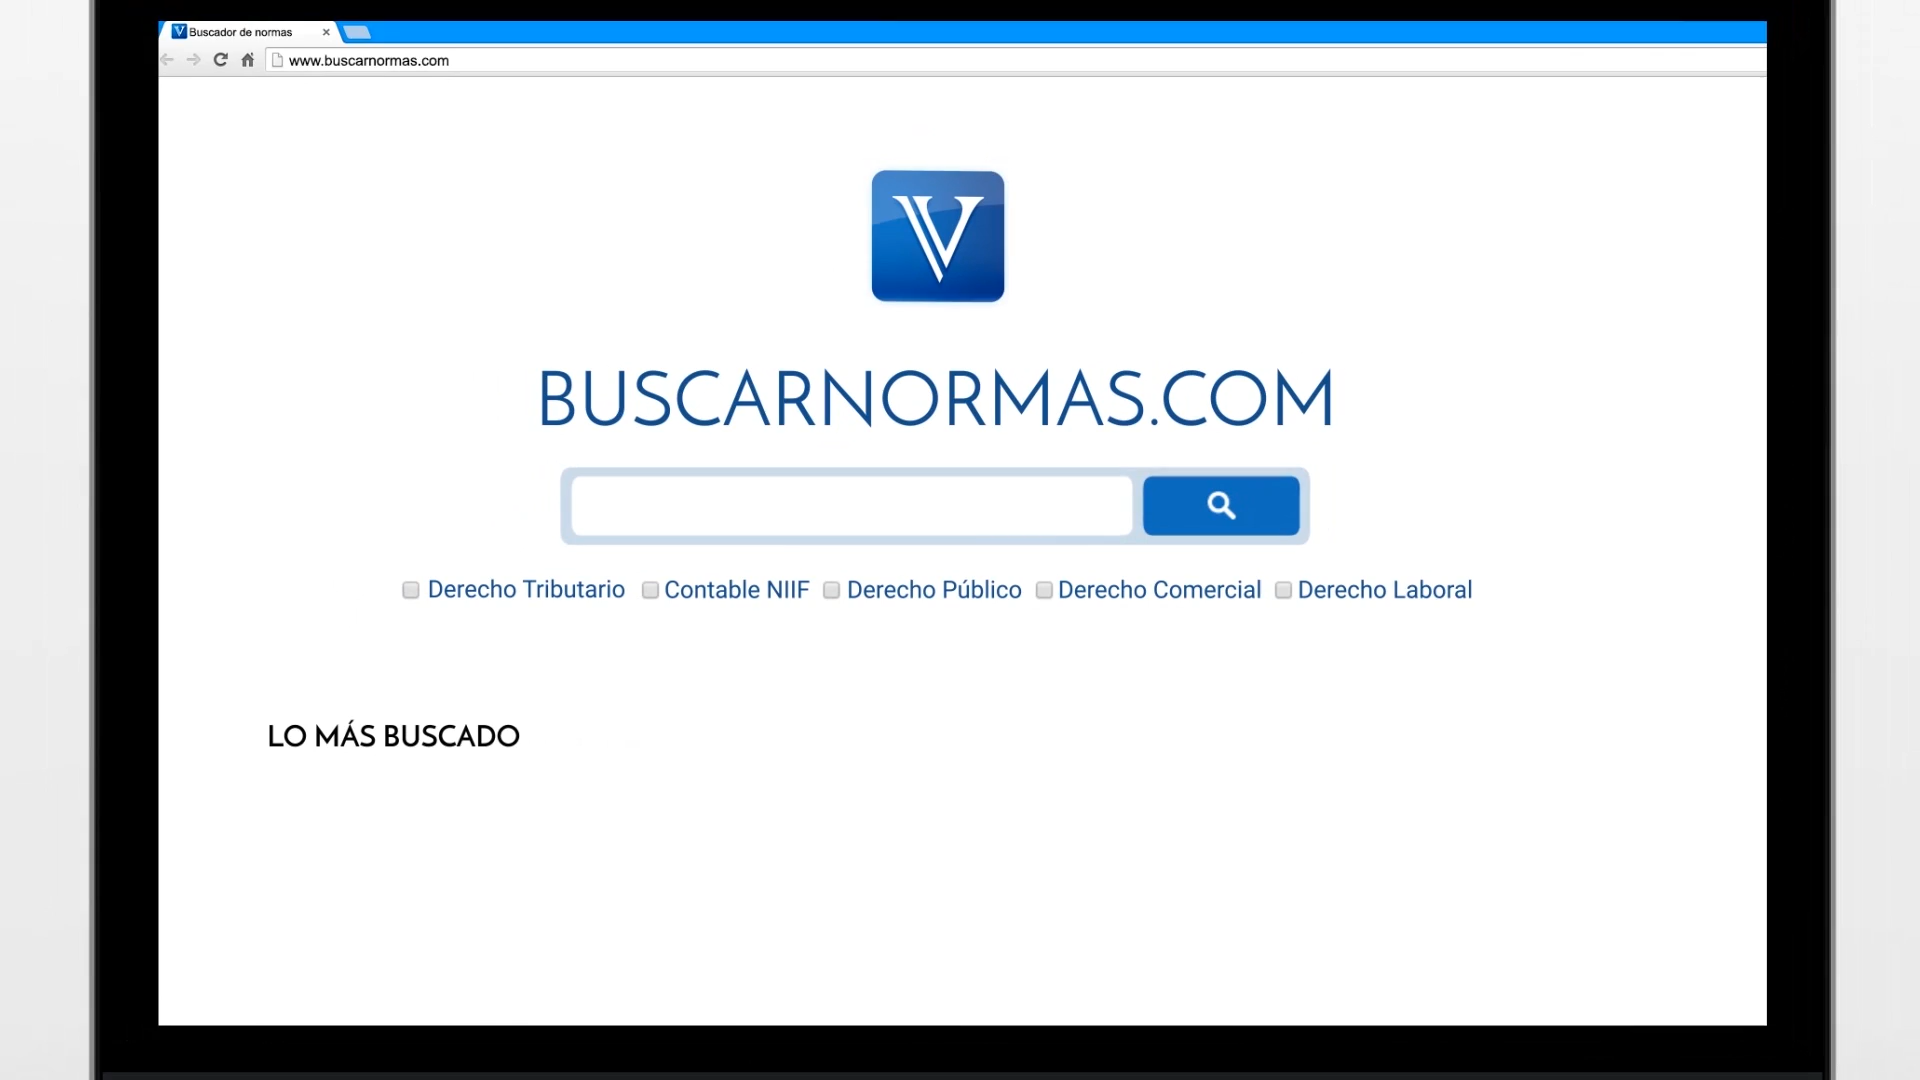 V Buscador de normas
www.buscarnormas.com
V
BUSCARNORMAS.COM
Derecho Tributario Contable NIIF Derecho Público Derecho Comercial Derecho Laboral
LO MÁS BUSCADO